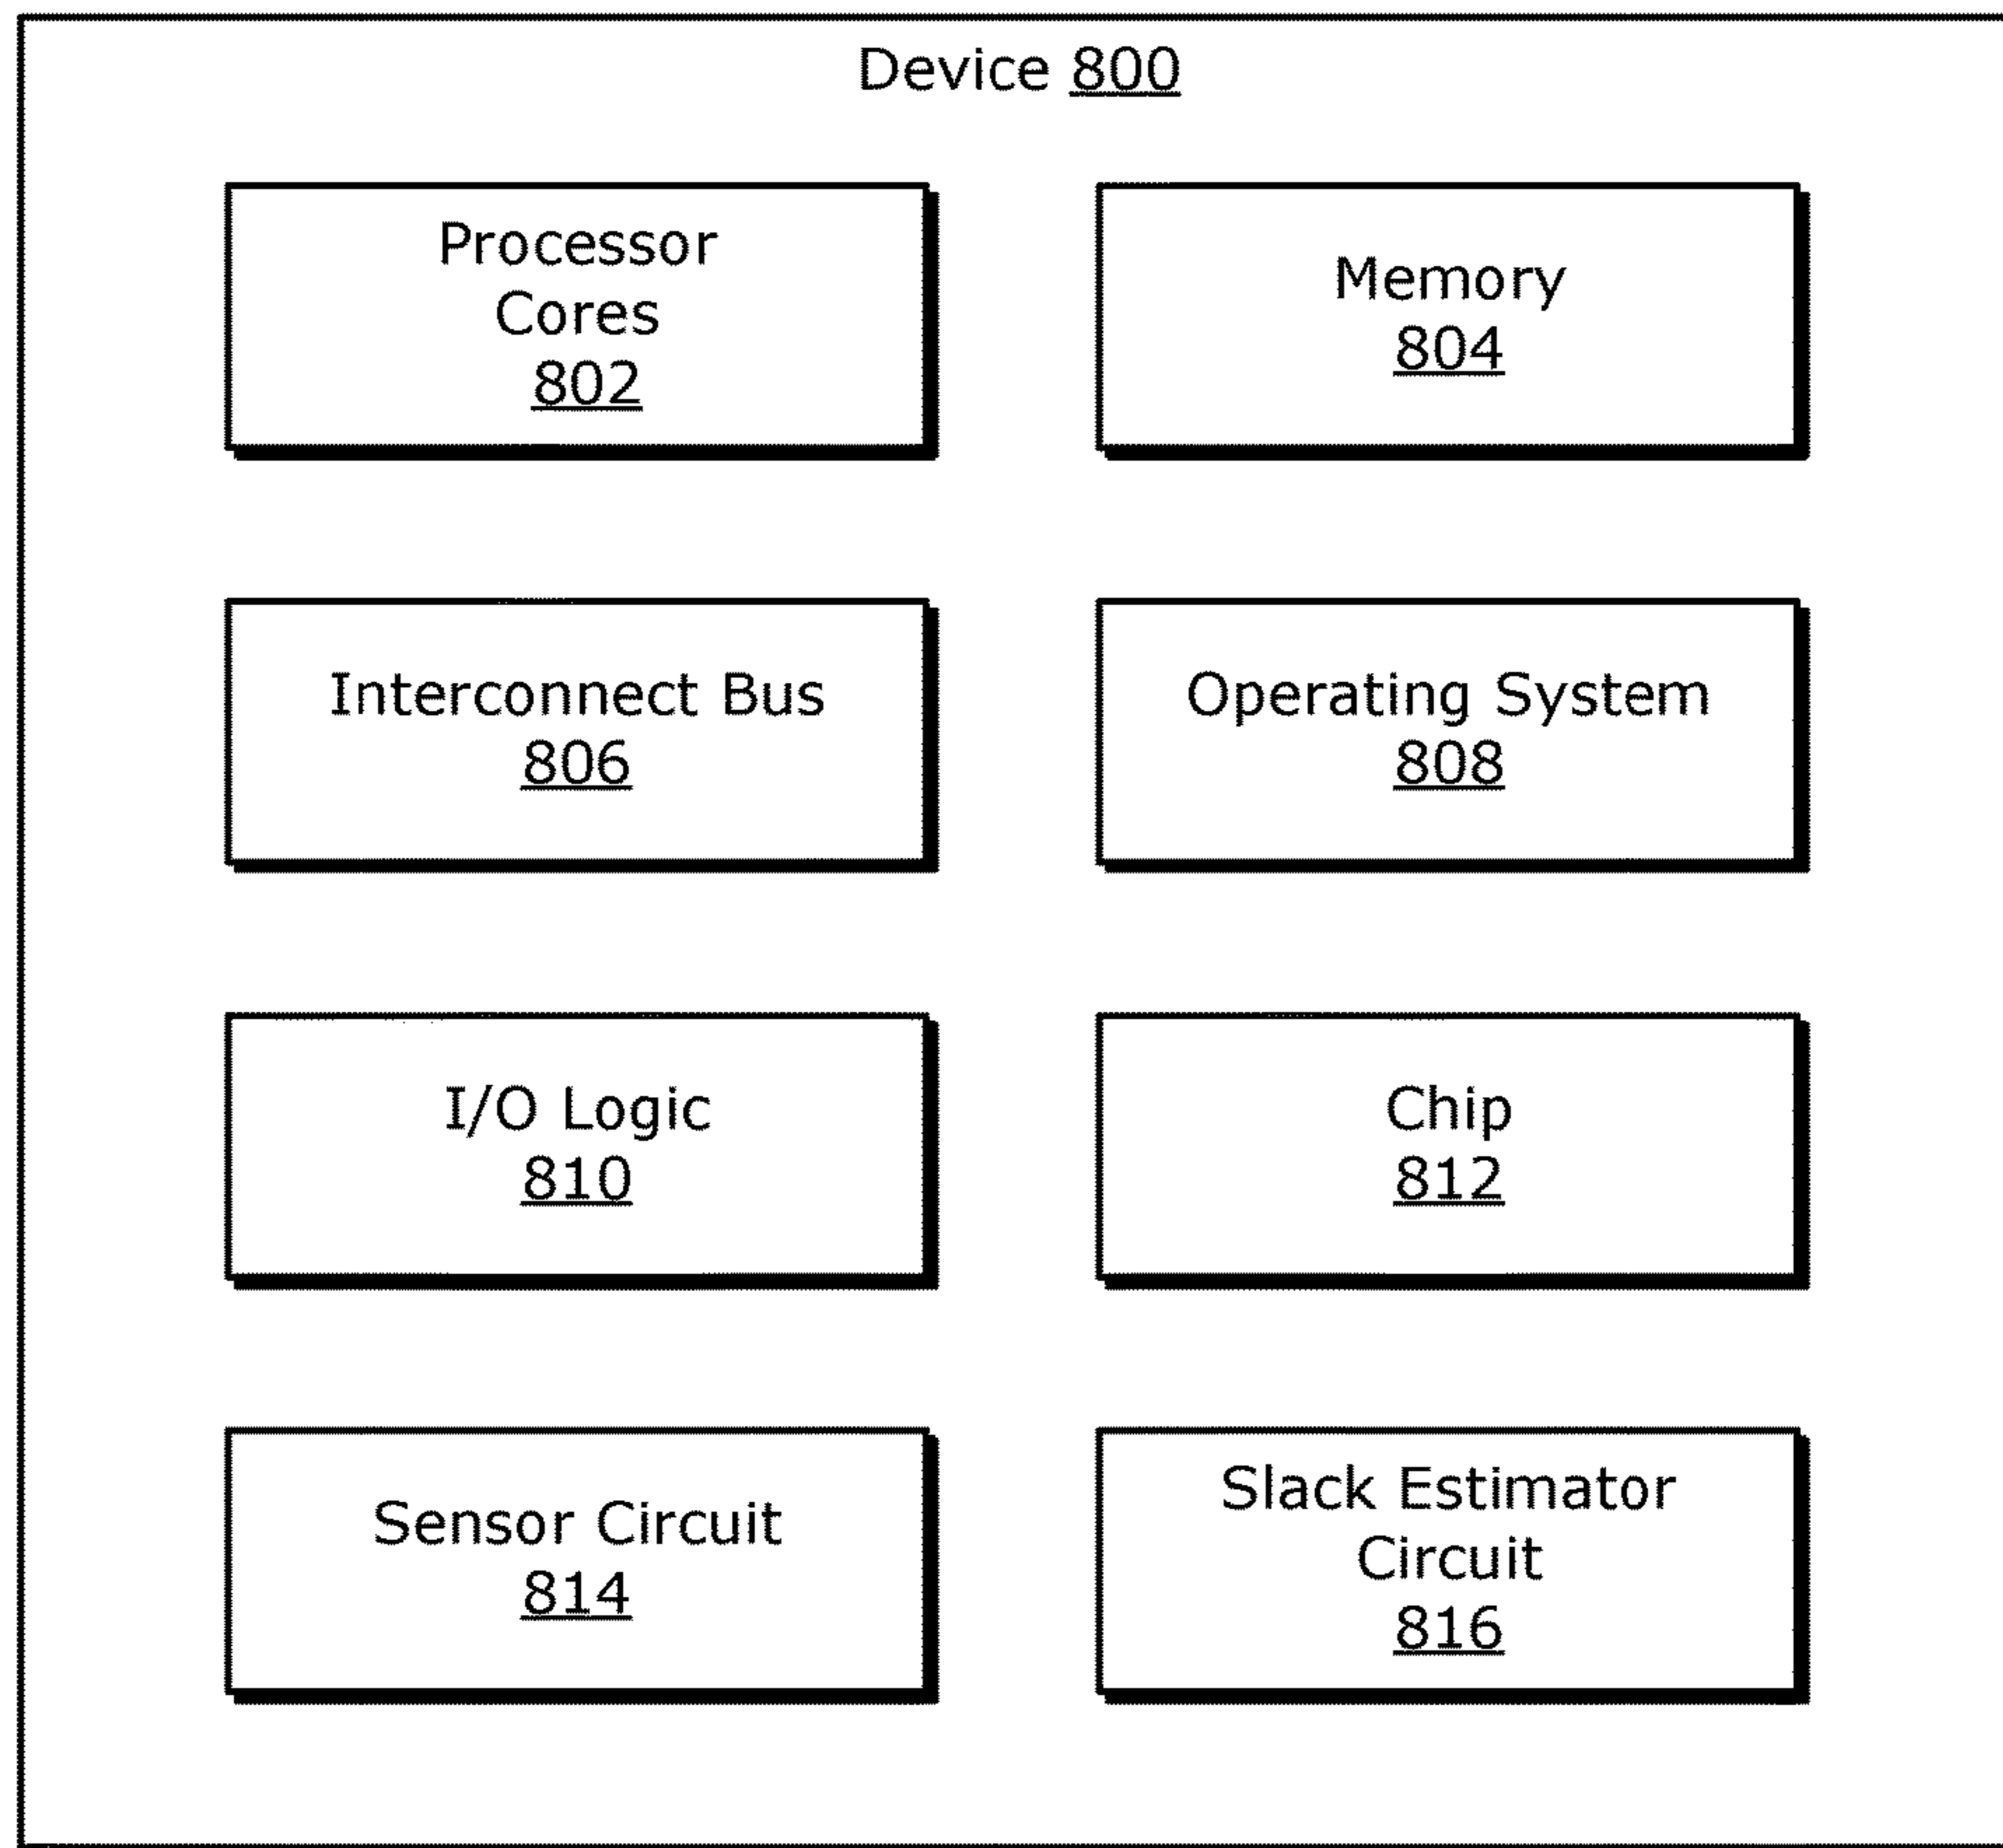 Device 800
Processor
Cores
802
Memory
804
Interconnect Bus
806
Operating System
808
I/O Logic
810
Chip
812
Sensor Circuit
814
Slack Estimator
Circuit
816